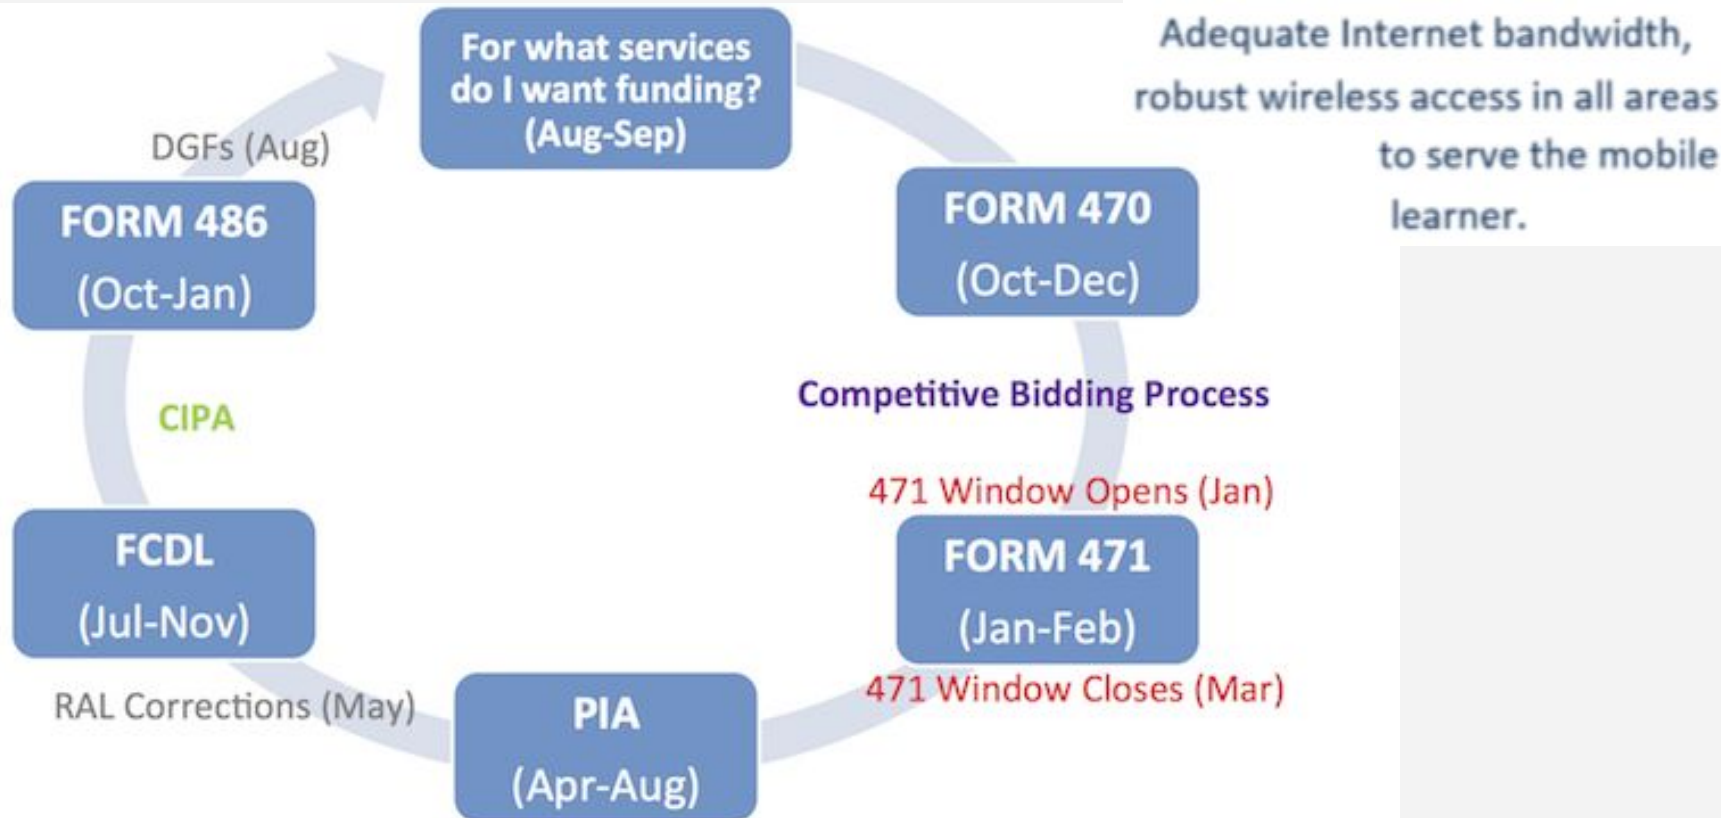 For what services
do I want funding?
(Aug-Sep)
Adequate Internet bandwidth,
robust wireless access in all areas
to serve the mobile
learner.
DGFs (Aug)
FORM 486
(Oct-Jan)
FORM 470
(Oct-Dec)
CIPA
Competitive Bidding Process
471 Window Opens (Jan)
FCDL
(Jul-Nov)
FORM 471
(Jan-Feb)
471 Window Closes (Mar)
RAL Corrections (May)
PIA
(Apr-Aug)